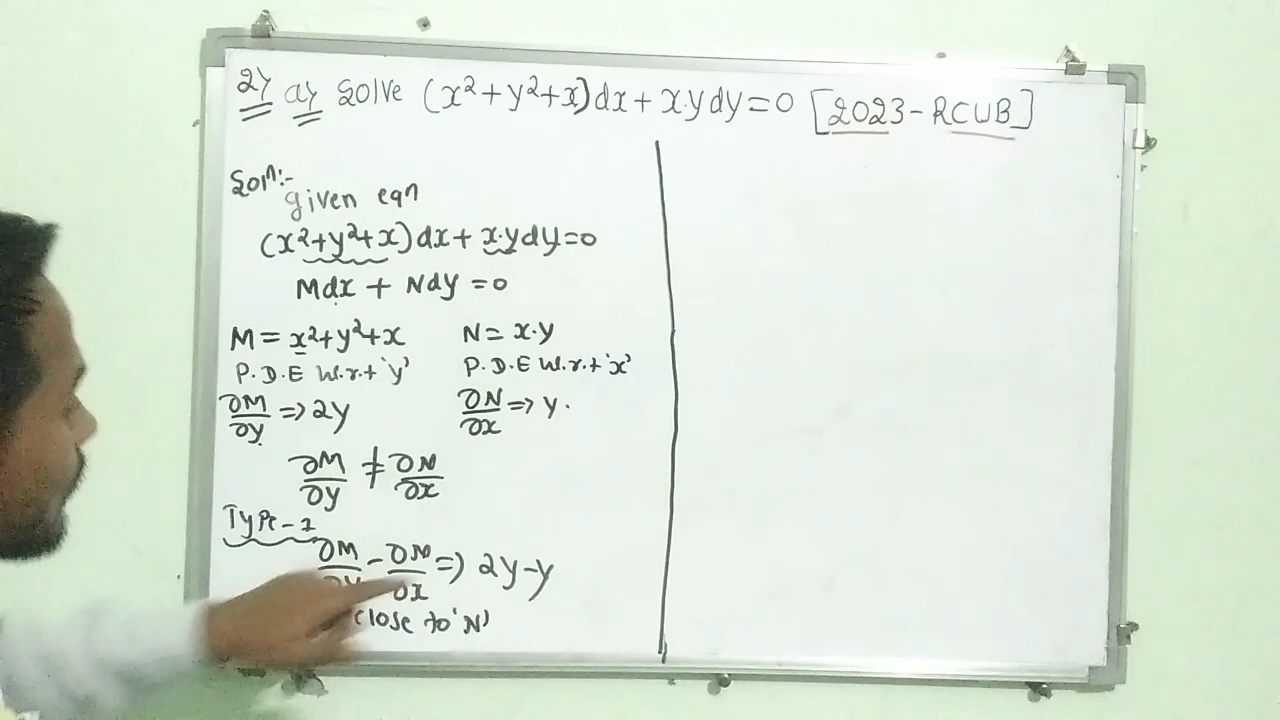 2) a) Solve (x²+y²+x)dx + x.y dy = 0 [2023-RCUB]
Soln:-
given eqn
(x²+y²+x)dx + x.y dy = 0
Mdx + Ndy = 0
M = x²+y²+x N = x.y
P.D.E w.r.t 'y' P.D.E w.r.t 'x'
∂M/∂y => 2y ∂N/∂x => y.
∂M/∂y ≠ ∂N/∂x
Type-1
∂M/∂y - ∂N/∂x => 2y-y
(close to 'N')